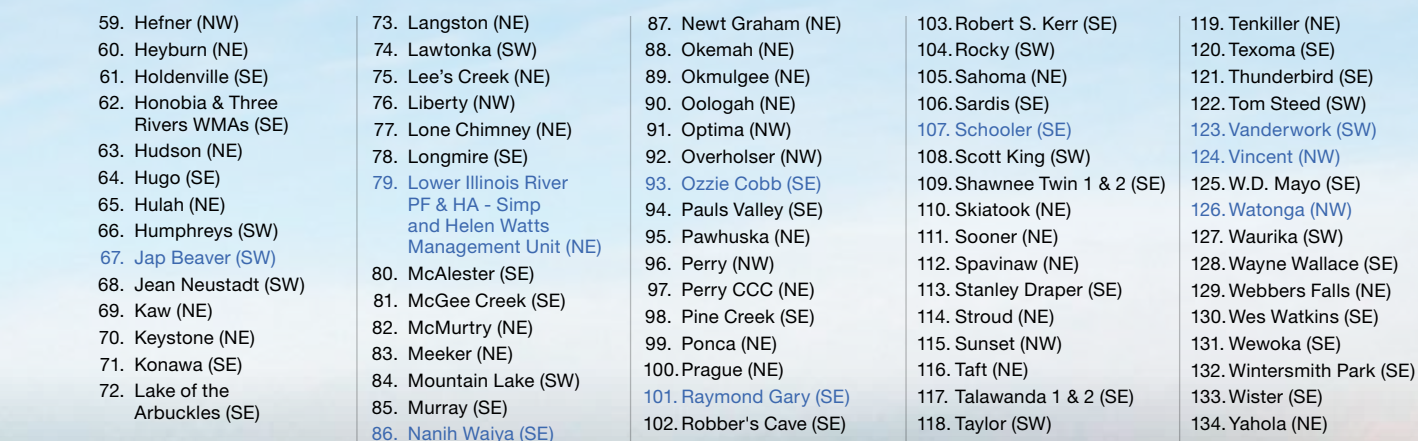 59. Hefner (NW)
60. Heyburn (NE)
61. Holdenville (SE)
62. Honobia & Three
Rivers WMAs (SE)
63. Hudson (NE)
64. Hugo (SE)
65. Hulah (NE)
66. Humphreys (SW)
67. Jap Beaver (SW)
68. Jean Neustadt (SW)
69. Kaw (NE)
70. Keystone (NE)
71. Konawa (SE)
72. Lake of the
Arbuckles (SE)
73. Langston (NE)
74. Lawtonka (SW)
75. Lee's Creek (NE)
76. Liberty (NW)
77. Lone Chimney (NE)
78. Longmire (SE)
79. Lower Illinois River
PF & HA - Simp
and Helen Watts
Management Unit (NE)
80. McAlester (SE)
81. McGee Creek (SE)
82. McMurtry (NE)
83. Meeker (NE)
84. Mountain Lake (SW)
85. Murray (SE)
86. Nanih Waiya (SE)
87. Newt Graham (NE)
88. Okemah (NE)
89. Okmulgee (NE)
90. Oologah (NE)
91. Optima (NW)
92. Overholser (NW)
93. Ozzie Cobb (SE)
94. Pauls Valley (SE)
95. Pawhuska (NE)
96. Perry (NW)
97. Perry CCC (NE)
98. Pine Creek (SE)
99. Ponca (NE)
100. Prague (NE)
101. Raymond Gary (SE)
102. Robber's Cave (SE)
103. Robert S. Kerr (SE)
104. Rocky (SW)
105. Sahoma (NE)
106. Sardis (SE)
107. Schooler (SE)
108. Scott King (SW)
109. Shawnee Twin 1 & 2 (SE)
110. Skiatook (NE)
111. Sooner (NE)
112. Spavinaw (NE)
113. Stanley Draper (SE)
114. Stroud (NE)
115. Sunset (NW)
116. Taft (NE)
117. Talawanda 1 & 2 (SE)
118. Taylor (SW)
119. Tenkiller (NE)
120. Texoma (SE)
121. Thunderbird (SE)
122. Tom Steed (SW)
123. Vanderwork (SW)
124. Vincent (NW)
125. W.D. Mayo (SE)
126. Watonga (NW)
127. Waurika (SW)
128. Wayne Wallace (SE)
129. Webbers Falls (NE)
130. Wes Watkins (SE)
131. Wewoka (SE)
132. Wintersmith Park (SE)
133. Wister (SE)
134. Yahola (NE)